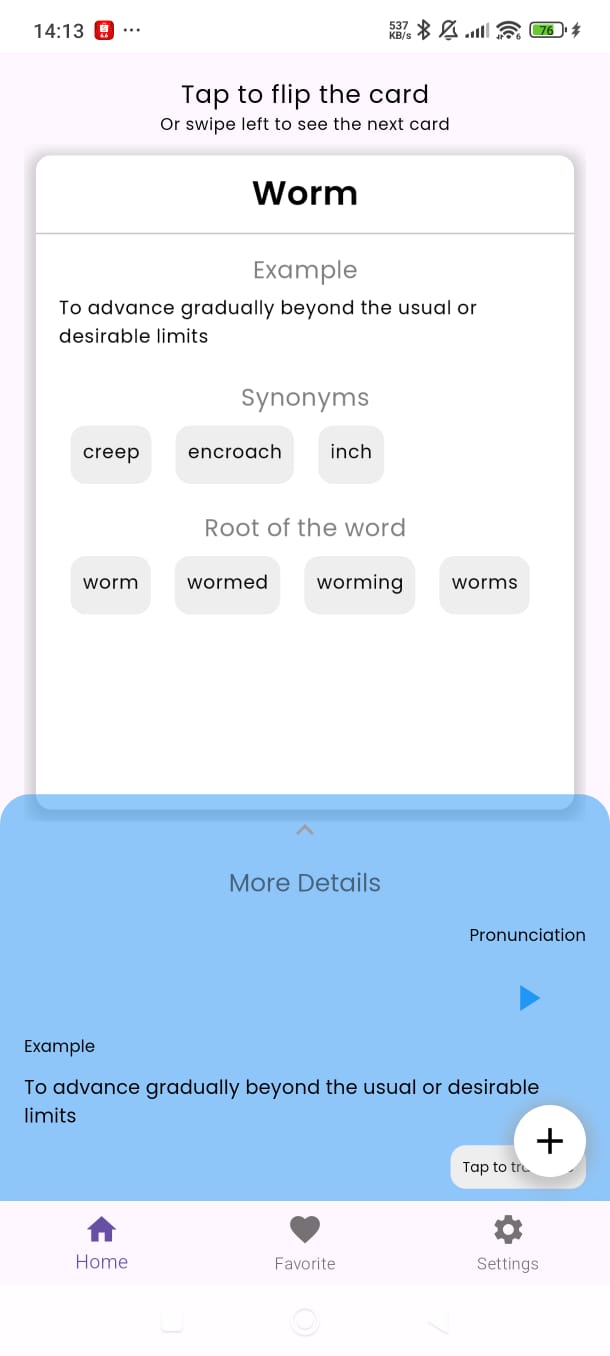 14:13
537
KB/s
76
Tap to flip the card
Or swipe left to see the next card
Worm
Example
To advance gradually beyond the usual or
desirable limits
Synonyms
creep encroach inch
Root of the word
worm wormed worming worms
More Details
Pronunciation
Example
To advance gradually beyond the usual or desirable
limits
Tap to
Home Favorite Settings